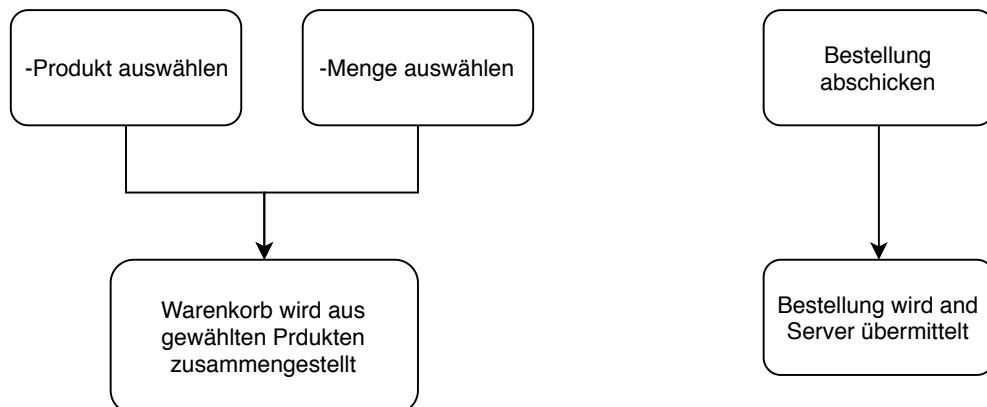 -Produkt auswählen
-Menge auswählen
Bestellung
abschicken
Warenkorb wird aus
gewählten Prdukten
zusammengestellt
Bestellung wird and
Server übermittelt